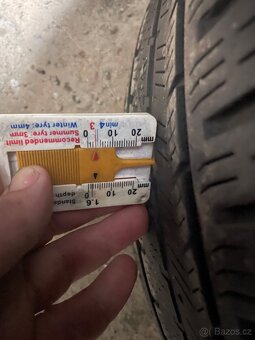 Recommended limit
Summer tyre: 3mm
Winter tyre: 4mm
min 4 3
0 10 20
mm
0 10 20
mm
1.6
depth
Bazos.cz